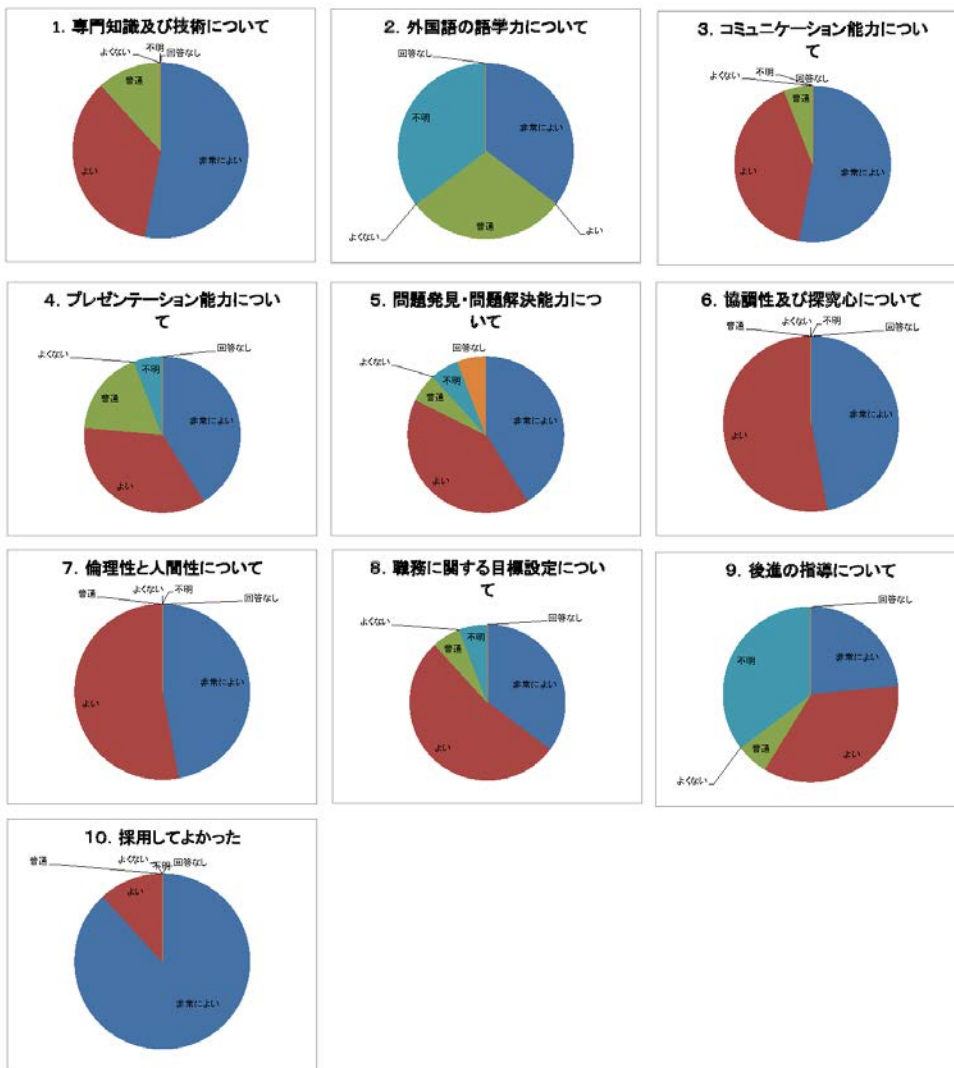 1. 専門知識及び技術について
よくない
不明
回答なし
普通
非常によい
よい
2. 外国語の語学力について
回答なし
不明
非常によい
普通
よくない
よい
3. コミュニケーション能力につい
て
よくない
不明
回答なし
普通
よい
非常によい
4. プレゼンテーション能力につい
て
よくない
回答なし
不明
普通
非常によい
よい
5. 問題発見・問題解決能力につ
いて
回答なし
よくない
不明
普通
非常によい
よい
6. 協調性及び探究心について
普通
よくない
不明
回答なし
非常によい
よい
7. 倫理性と人間性について
普通
よくない
不明
回答なし
非常によい
よい
8. 職務に関する目標設定につい
て
よくない
回答なし
不明
普通
非常によい
よい
9. 後進の指導について
回答なし
不明
非常によい
普通
よい
よくない
10. 採用してよかった
普通
よくない
不明
回答なし
よい
非常によい